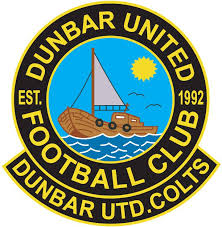 DUNBAR UNITED
EST. 1992
FOOTBALL CLUB
DUNBAR UTD.COLTS